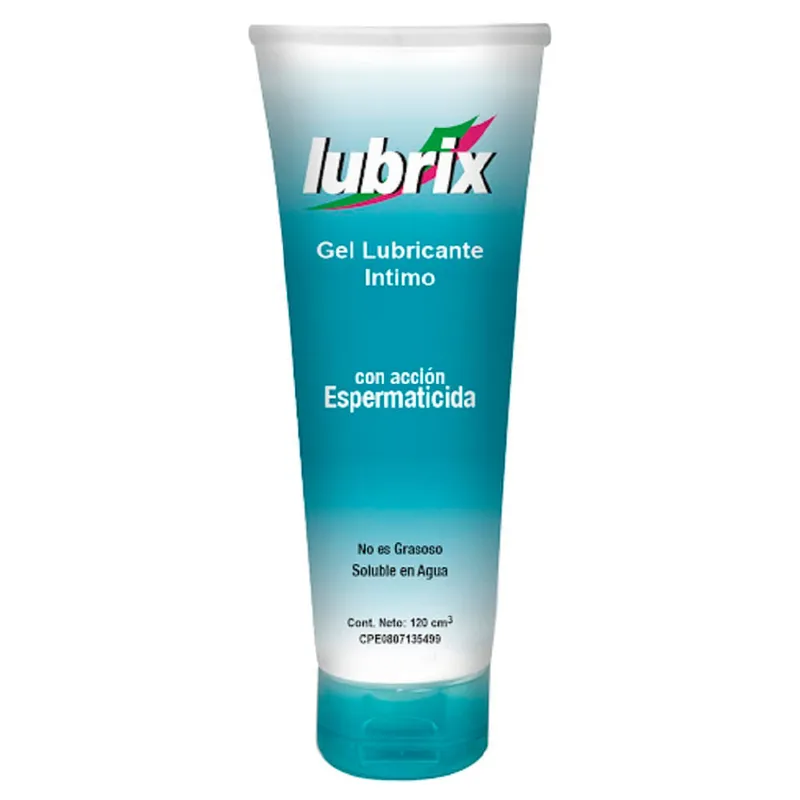 lubrix
Gel Lubricante
Intimo
con acción
Espermaticida
No es Grasoso
Soluble en Agua
Cont. Neto: 120 cm³
CPE0807135499